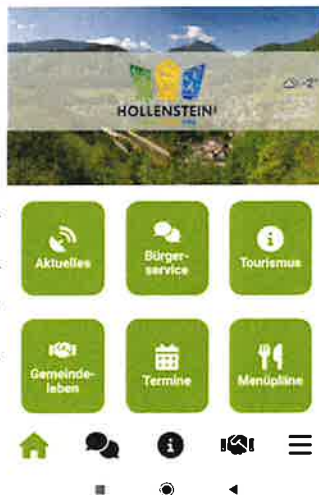 HOLLENSTEIN
-2°
Aktuelles
Bürger-
service
Tourismus
Gemeinde-
leben
Termine
Menüpläne